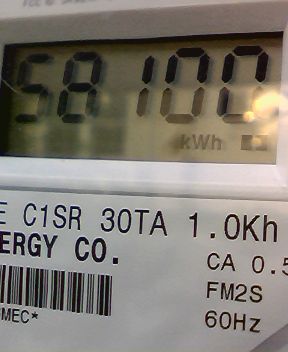 58100
kWh
E C1SR 30TA 1.0Kh
ERGY CO.
CA 0.5
FM2S
MEC*
60Hz